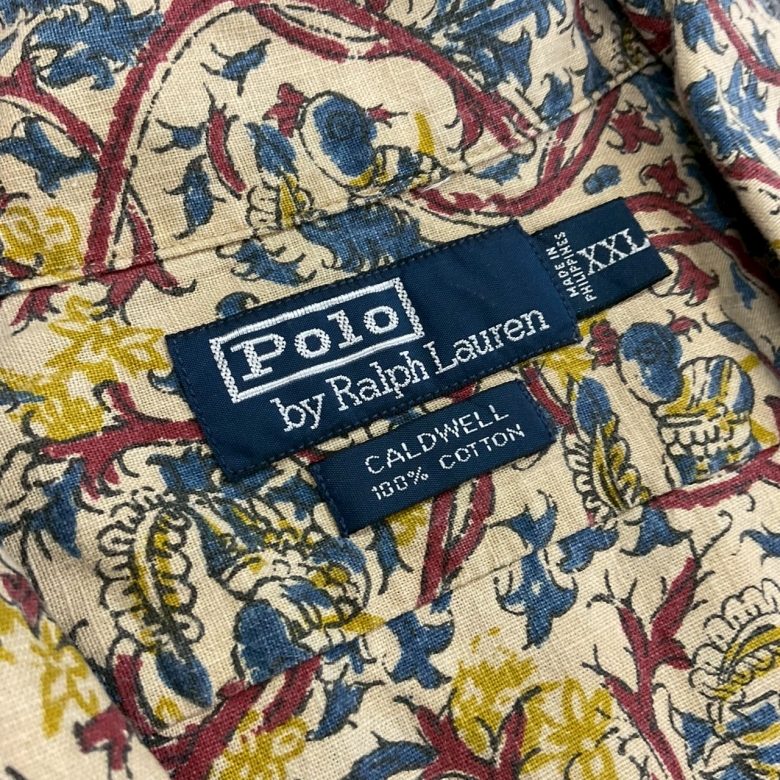 Polo
by Ralph Lauren
MADE IN
PHILIPPINES
XXL
CALDWELL
100% COTTON